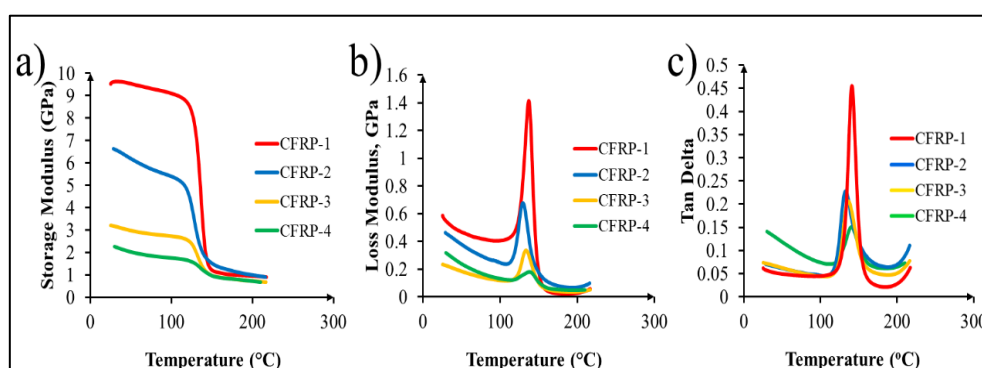 a)
Storage Modulus (GPa)
10
9
8
7
6
5
4
3
2
1
0
0 100 200 300
Temperature (°C)
CFRP-1
CFRP-2
CFRP-3
CFRP-4
b)
Loss Modulus, GPa
1.6
1.4
1.2
1
0.8
0.6
0.4
0.2
0
0 100 200 300
Temperature (°C)
CFRP-1
CFRP-2
CFRP-3
CFRP-4
c)
Tan Delta
0.5
0.45
0.4
0.35
0.3
0.25
0.2
0.15
0.1
0.05
0
0 100 200 300
Temperature (⁰C)
CFRP-1
CFRP-2
CFRP-3
CFRP-4